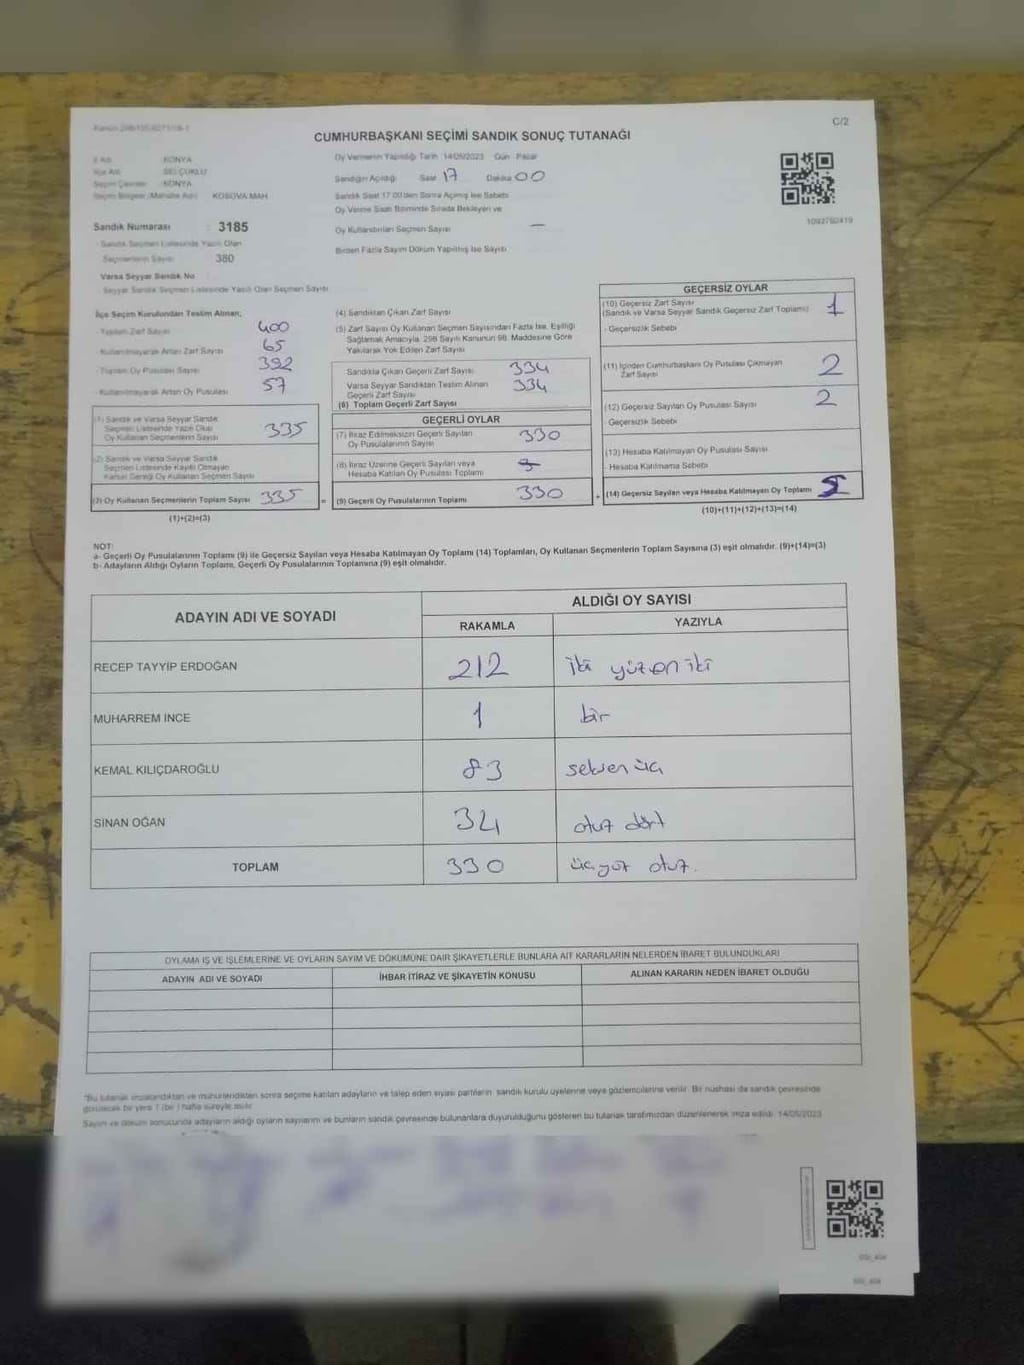 C/2
CUMHURBAŞKANI SEÇİMİ SANDIK SONUÇ TUTANAĞI
İl Adı KONYA
İlçe Adı SELÇUKLU
Seçim Çevresi KONYA
Seçim Bölgesi (Mahalle Adı) KOSOVA MAH
Sandık Numarası : 3185
Sandık Seçmen Listesinde Yazılı Olan
Seçmenlerin Sayısı 380
Varsa Seyyar Sandık No
Seyyar Sandık Seçmen Listesinde Yazılı Olan Seçmen Sayısı
Oy Vermenin Yapıldığı Tarih 14/05/2023 Gün Pazar
Sandığın Açıldığı Saat 17 Dakika 00
Sandık Saat 17.00'den Sonra Açılmış İse Sebebi
Oy Verme Saati Bitiminde Sırada Bekleyen ve
Oy Kullandırılan Seçmen Sayısı —
Birden Fazla Sayım Döküm Yapılmış İse Sayısı
1092760419
İlçe Seçim Kurulundan Teslim Alınan;
- Toplam Zarf Sayısı 400
- Kullanılmayarak Artan Zarf Sayısı 65
- Toplam Oy Pusulası Sayısı 392
- Kullanılmayarak Artan Oy Pusulası 57
(1) Sandık ve Varsa Seyyar Sandık
Seçmen Listesinde Yazılı Olup
Oy Kullanan Seçmenlerin Sayısı 335
(2) Sandık ve Varsa Seyyar Sandık
Seçmen Listesinde Kayıtlı Olmayan
Kanun Gereği Oy Kullanan Seçmen Sayısı
(3) Oy Kullanan Seçmenlerin Toplam Sayısı 335 =
(1)+(2)=(3)
(4) Sandıktan Çıkan Zarf Sayısı
(5) Zarf Sayısı Oy Kullanan Seçmen Sayısından Fazla İse, Eşitliği
Sağlamak Amacıyla, 298 Sayılı Kanunun 98. Maddesine Göre
Yakılarak Yok Edilen Zarf Sayısı
Sandıkta Çıkan Geçerli Zarf Sayısı 334
Varsa Seyyar Sandıktan Teslim Alınan
Geçerli Zarf Sayısı 334
(6) Toplam Geçerli Zarf Sayısı
GEÇERLİ OYLAR
(7) İtiraz Edilmeksizin Geçerli Sayılan
Oy Pusulalarının Sayısı 330
(8) İtiraz Üzerine Geçerli Sayılan veya
Hesaba Katılan Oy Pusulası Toplamı
(9) Geçerli Oy Pusulalarının Toplamı 330 +
GEÇERSİZ OYLAR
(10) Geçersiz Zarf Sayısı
(Sandık ve Varsa Seyyar Sandık Geçersiz Zarf Toplamı) 1
- Geçersizlik Sebebi
(11) İçinden Cumhurbaşkanı Oy Pusulası Çıkmayan
Zarf Sayısı 2
(12) Geçersiz Sayılan Oy Pusulası Sayısı 2
Geçersizlik Sebebi
(13) Hesaba Katılmayan Oy Pusulası Sayısı
- Hesaba Katılmama Sebebi
(14) Geçersiz Sayılan veya Hesaba Katılmayan Oy Toplamı 5
(10)+(11)+(12)+(13)=(14)
NOT:
a- Geçerli Oy Pusulalarının Toplamı (9) ile Geçersiz Sayılan veya Hesaba Katılmayan Oy Toplamı (14) Toplamları, Oy Kullanan Seçmenlerin Toplam Sayısına (3) eşit olmalıdır. (9)+(14)=(3)
b- Adayların Aldığı Oyların Toplamı, Geçerli Oy Pusulalarının Toplamına (9) eşit olmalıdır.
ADAYIN ADI VE SOYADI
ALDIĞI OY SAYISI
RAKAMLA YAZIYLA
RECEP TAYYİP ERDOĞAN 212 iki yüz on iki
MUHARREM İNCE 1 bir
KEMAL KILIÇDAROĞLU 83 seksen üç
SİNAN OĞAN 34 otuz dört
TOPLAM 330 üçyüz otuz.
OYLAMA İŞ VE İŞLEMLERİNE VE OYLARIN SAYIM VE DÖKÜMÜNE DAİR ŞİKAYETLERLE BUNLARA AİT KARARLARIN NELERDEN İBARET BULUNDUKLARI
ADAYIN ADI VE SOYADI İHBAR İTİRAZ VE ŞİKAYETİN KONUSU ALINAN KARARIN NEDEN İBARET OLDUĞU
"Bu tutanak imzalandıktan ve mühürlendikten sonra seçime katılan adayların ve talep eden siyasi partilerin sandık kurulu üyelerine veya gözlemcilerine verilir. Bir nüshası da sandık çevresinde
görülecek bir yere 1 (bir) hafta süreyle asılır.
Sayım ve döküm sonucunda adayların aldığı oyların sayılarını ve bunların sandık çevresinde bulunanlara duyurulduğunu gösteren bu tutanak tarafımızdan düzenlenerek imza edildi. 14/05/2023